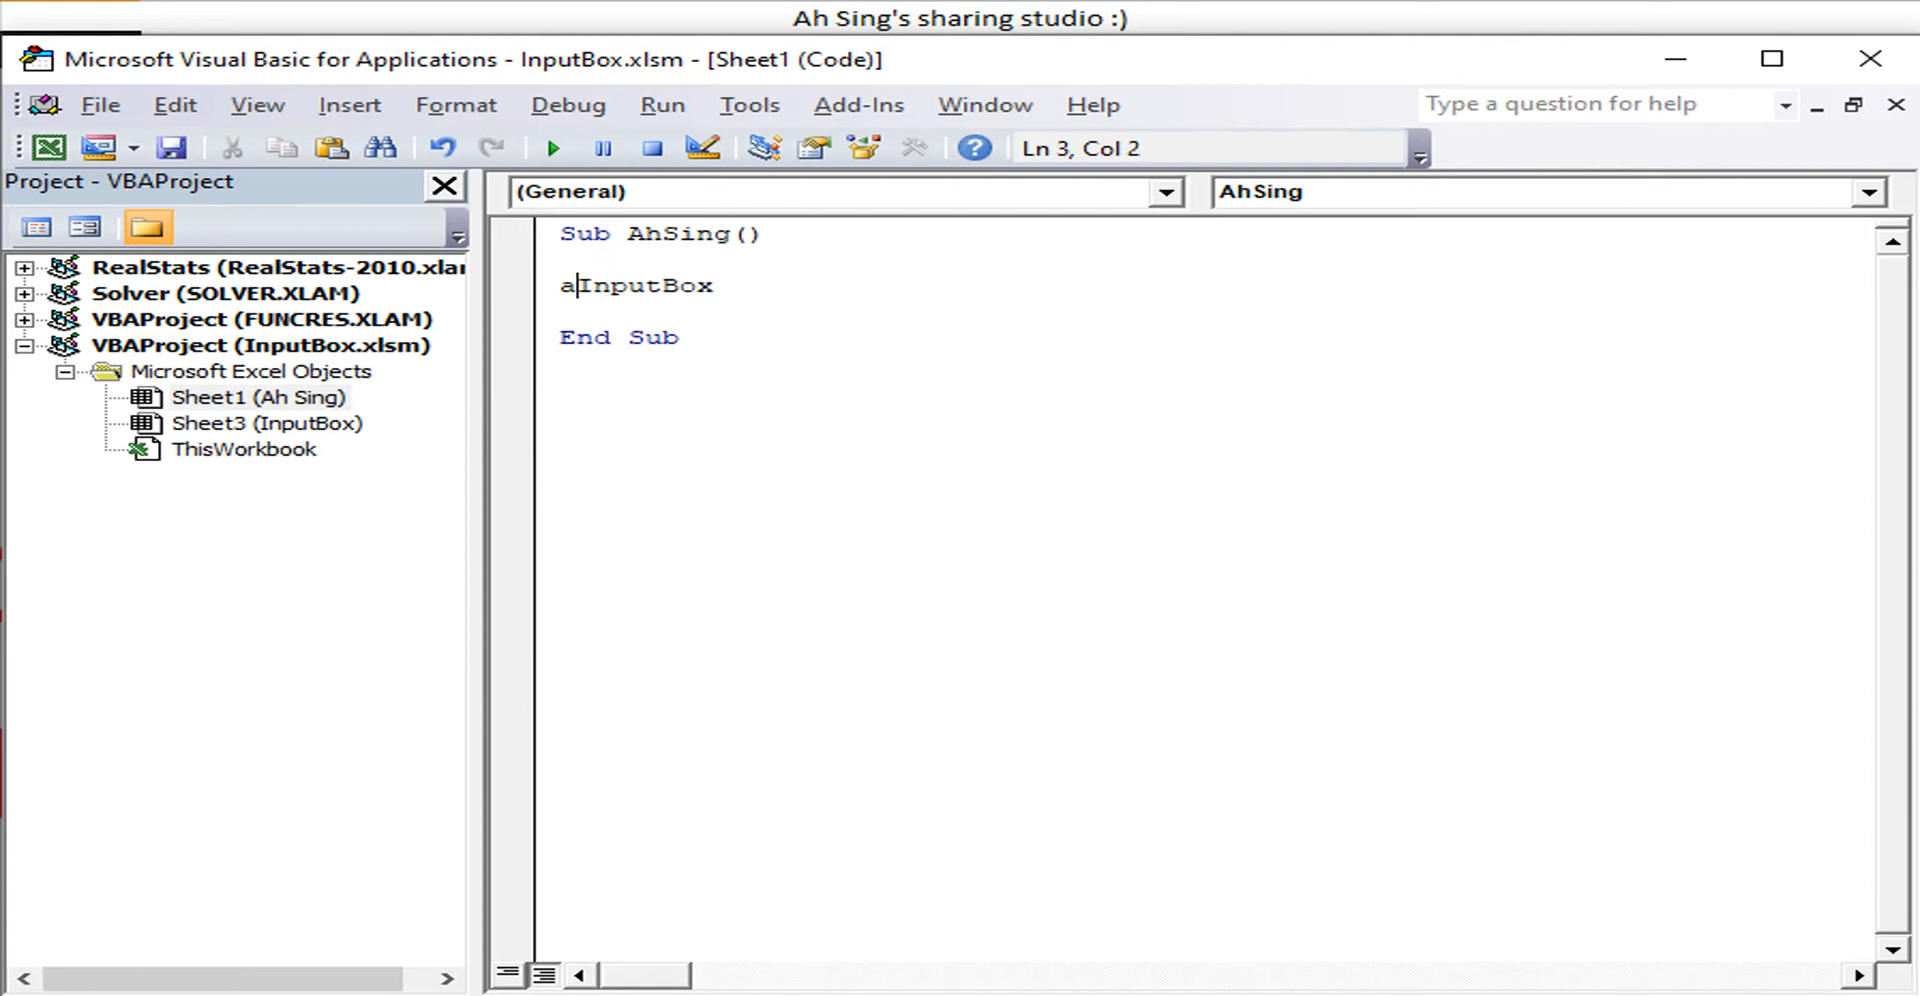 Ah Sing's sharing studio :)
Microsoft Visual Basic for Applications - InputBox.xlsm - [Sheet1 (Code)]
File Edit View Insert Format Debug Run Tools Add-Ins Window Help Type a question for help
Ln 3, Col 2
Project - VBAProject
(General) AhSing
RealStats (RealStats-2010.xlar
Solver (SOLVER.XLAM)
VBAProject (FUNCRES.XLAM)
VBAProject (InputBox.xlsm)
Microsoft Excel Objects
Sheet1 (Ah Sing)
Sheet3 (InputBox)
ThisWorkbook
Sub AhSing()
aInputBox
End Sub